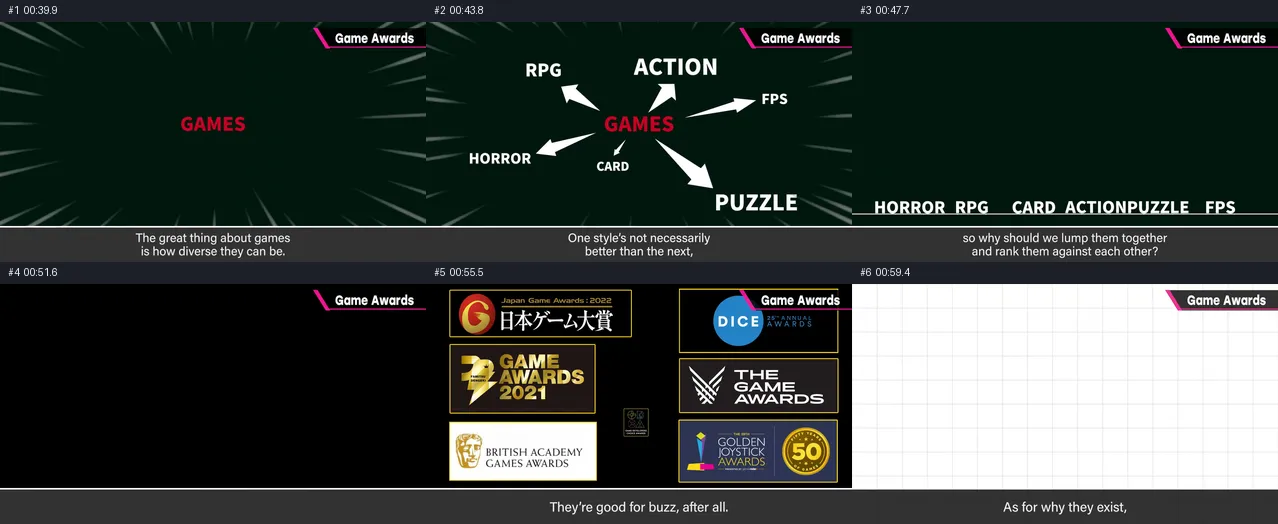 #1 00:39.9
Game Awards
GAMES
The great thing about games
is how diverse they can be.
#2 00:43.8
Game Awards
RPG
ACTION
FPS
GAMES
HORROR
CARD
PUZZLE
One style's not necessarily
better than the next,
#3 00:47.7
Game Awards
HORROR RPG CARD ACTIONPUZZLE FPS
so why should we lump them together
and rank them against each other?
#4 00:51.6
Game Awards
#5 00:55.5
Game Awards
Japan Game Awards:2022
日本ゲーム大賞
DICE
AWARDS
GAME
AWARDS
2021
THE
GAME
AWARDS
BRITISH ACADEMY
GAMES AWARDS
GOLDEN
JOYSTICK
AWARDS
50
They're good for buzz, after all.
#6 00:59.4
Game Awards
As for why they exist,